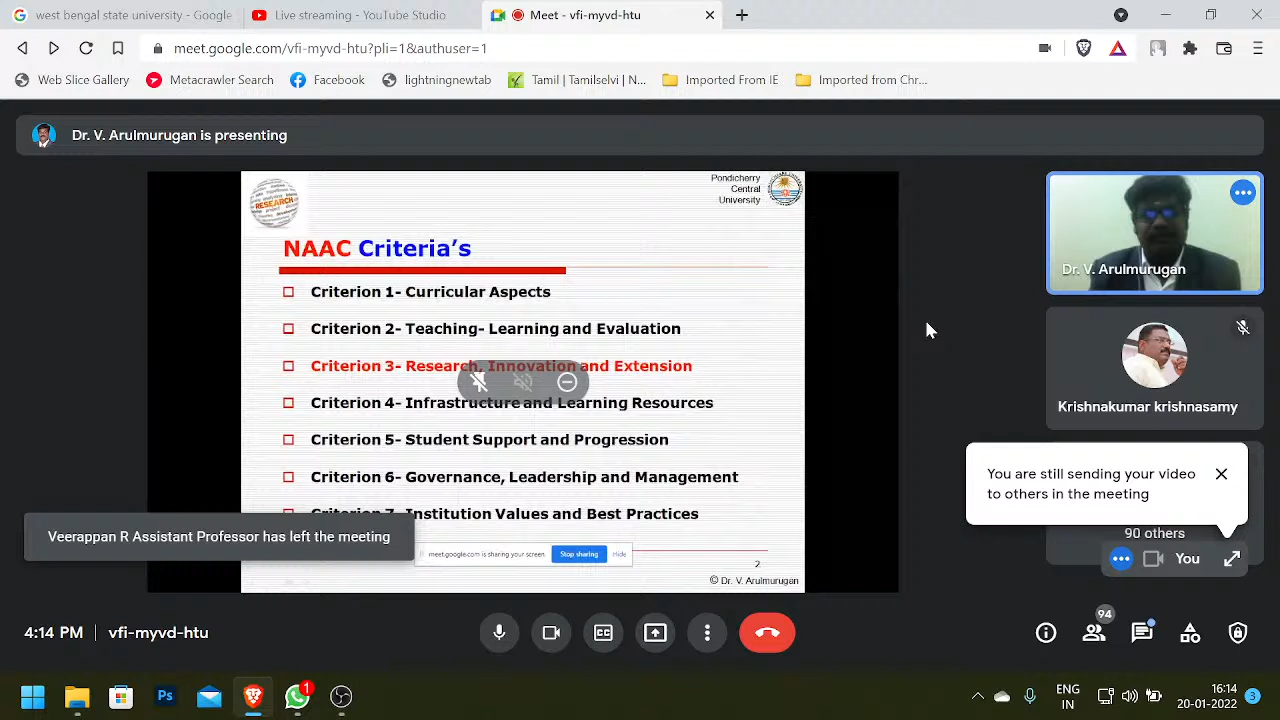 west bengal state university - Google
Live streaming - YouTube Studio
Meet - vfi-myvd-htu
meet.google.com/vfi-myvd-htu?pli=1&authuser=1
Web Slice Gallery
Metacrawler Search
Facebook
lightningnewtab
Tamil | Tamilselvi | N...
Imported From IE
Imported from Chr...
Dr. V. Arulmurugan is presenting
RESEARCH
Pondicherry
Central
University
NAAC Criteria's
Criterion 1- Curricular Aspects
Criterion 2- Teaching- Learning and Evaluation
Criterion 3- Research, Innovation and Extension
Criterion 4- Infrastructure and Learning Resources
Criterion 5- Student Support and Progression
Criterion 6- Governance, Leadership and Management
Criterion 7- Institution Values and Best Practices
meet.google.com is sharing your screen
Stop sharing
Hide
2
© Dr. V. Arulmurugan
Dr. V. Arulmurugan
Krishnakumar krishnasamy
You are still sending your video
to others in the meeting
90 others
You
Veerappan R Assistant Professor has left the meeting
4:14 PM | vfi-myvd-htu
CC
94
Ps
1
ENG
IN
16:14
20-01-2022
3